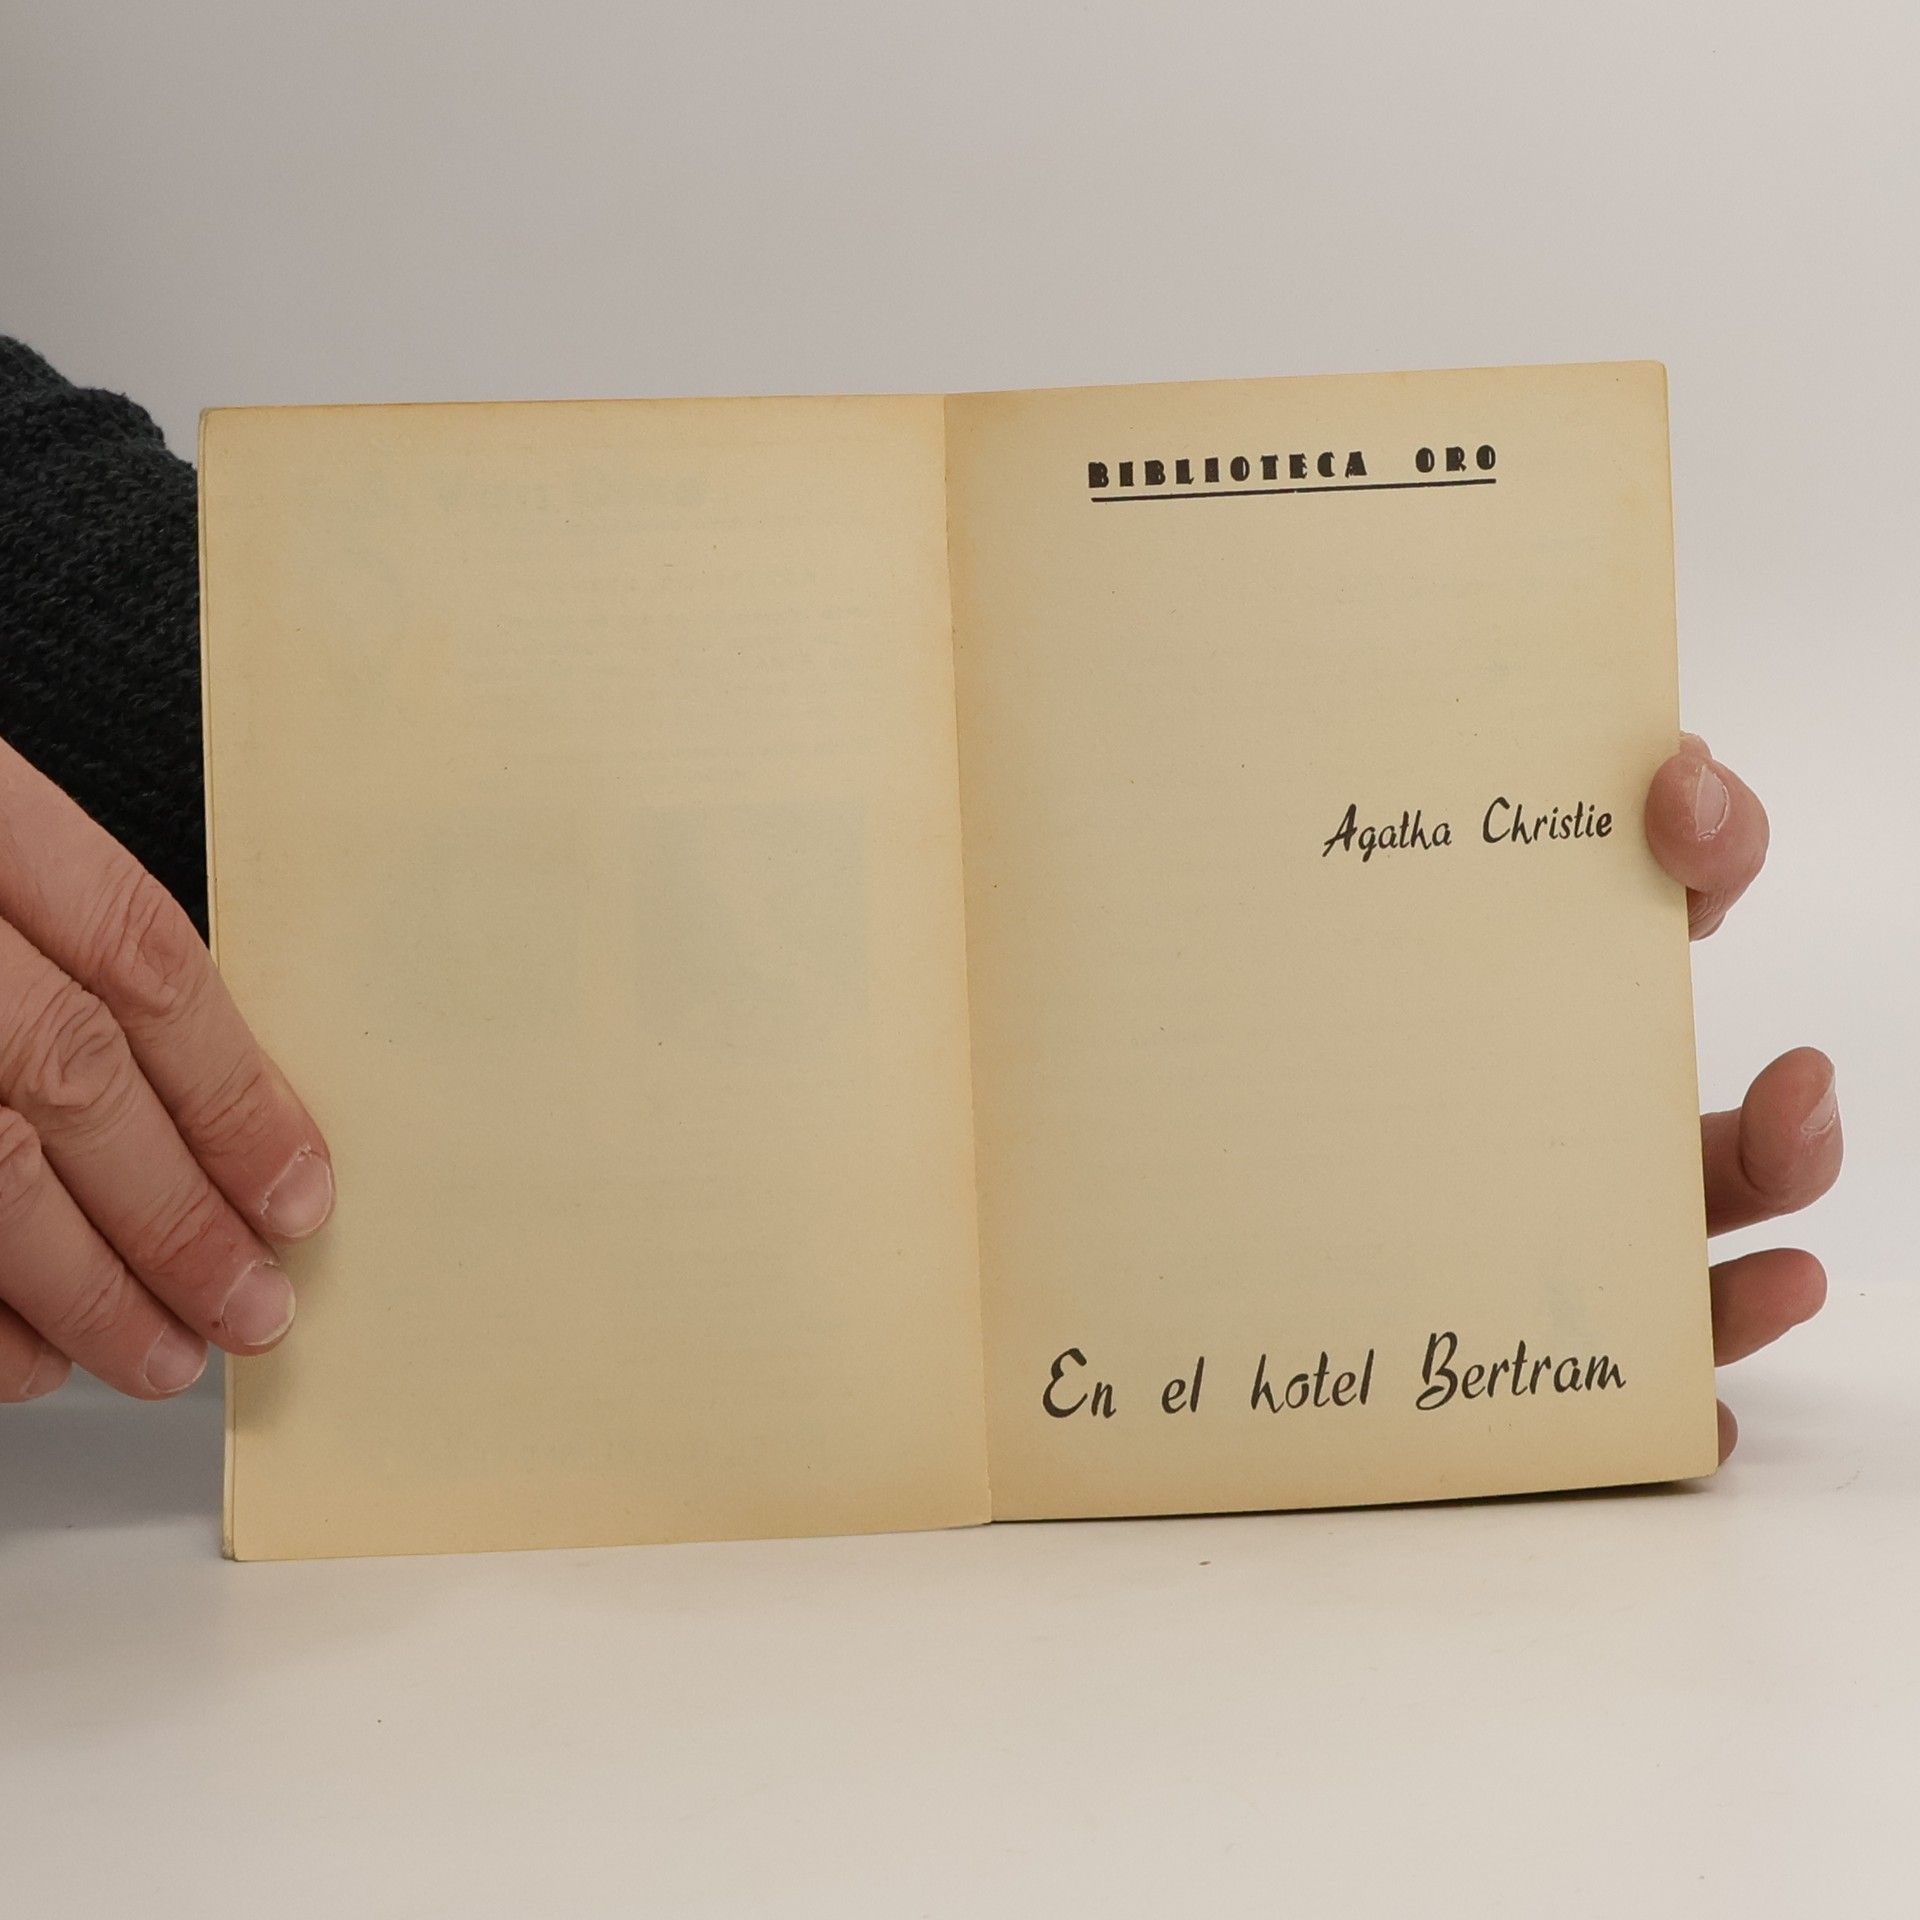 BIBLIOTECA ORO
Agatha Christie
En el hotel Bertram